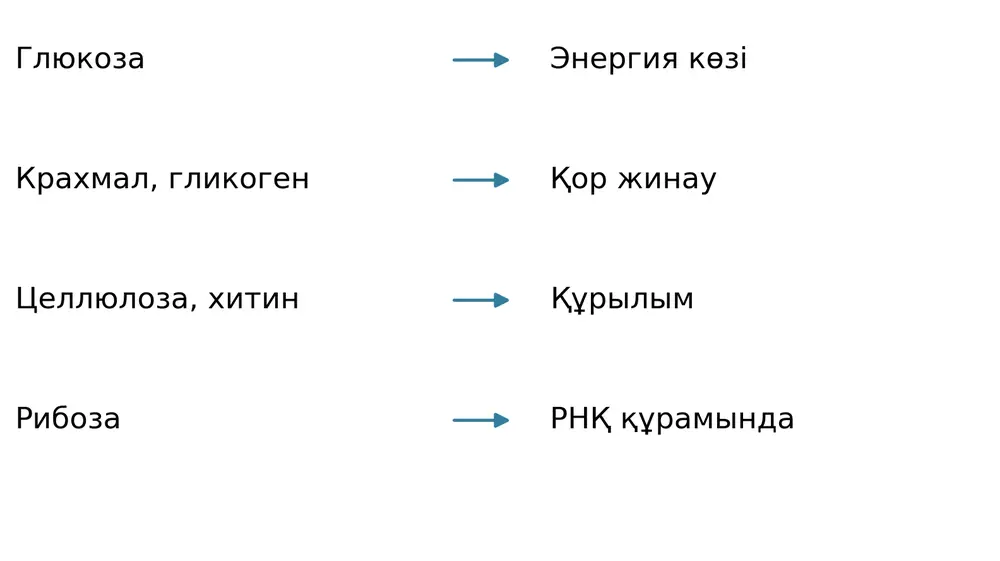 Глюкоза → Энергия көзі
Крахмал, гликоген → Қор жинау
Целлюлоза, хитин → Құрылым
Рибоза → РНҚ құрамында